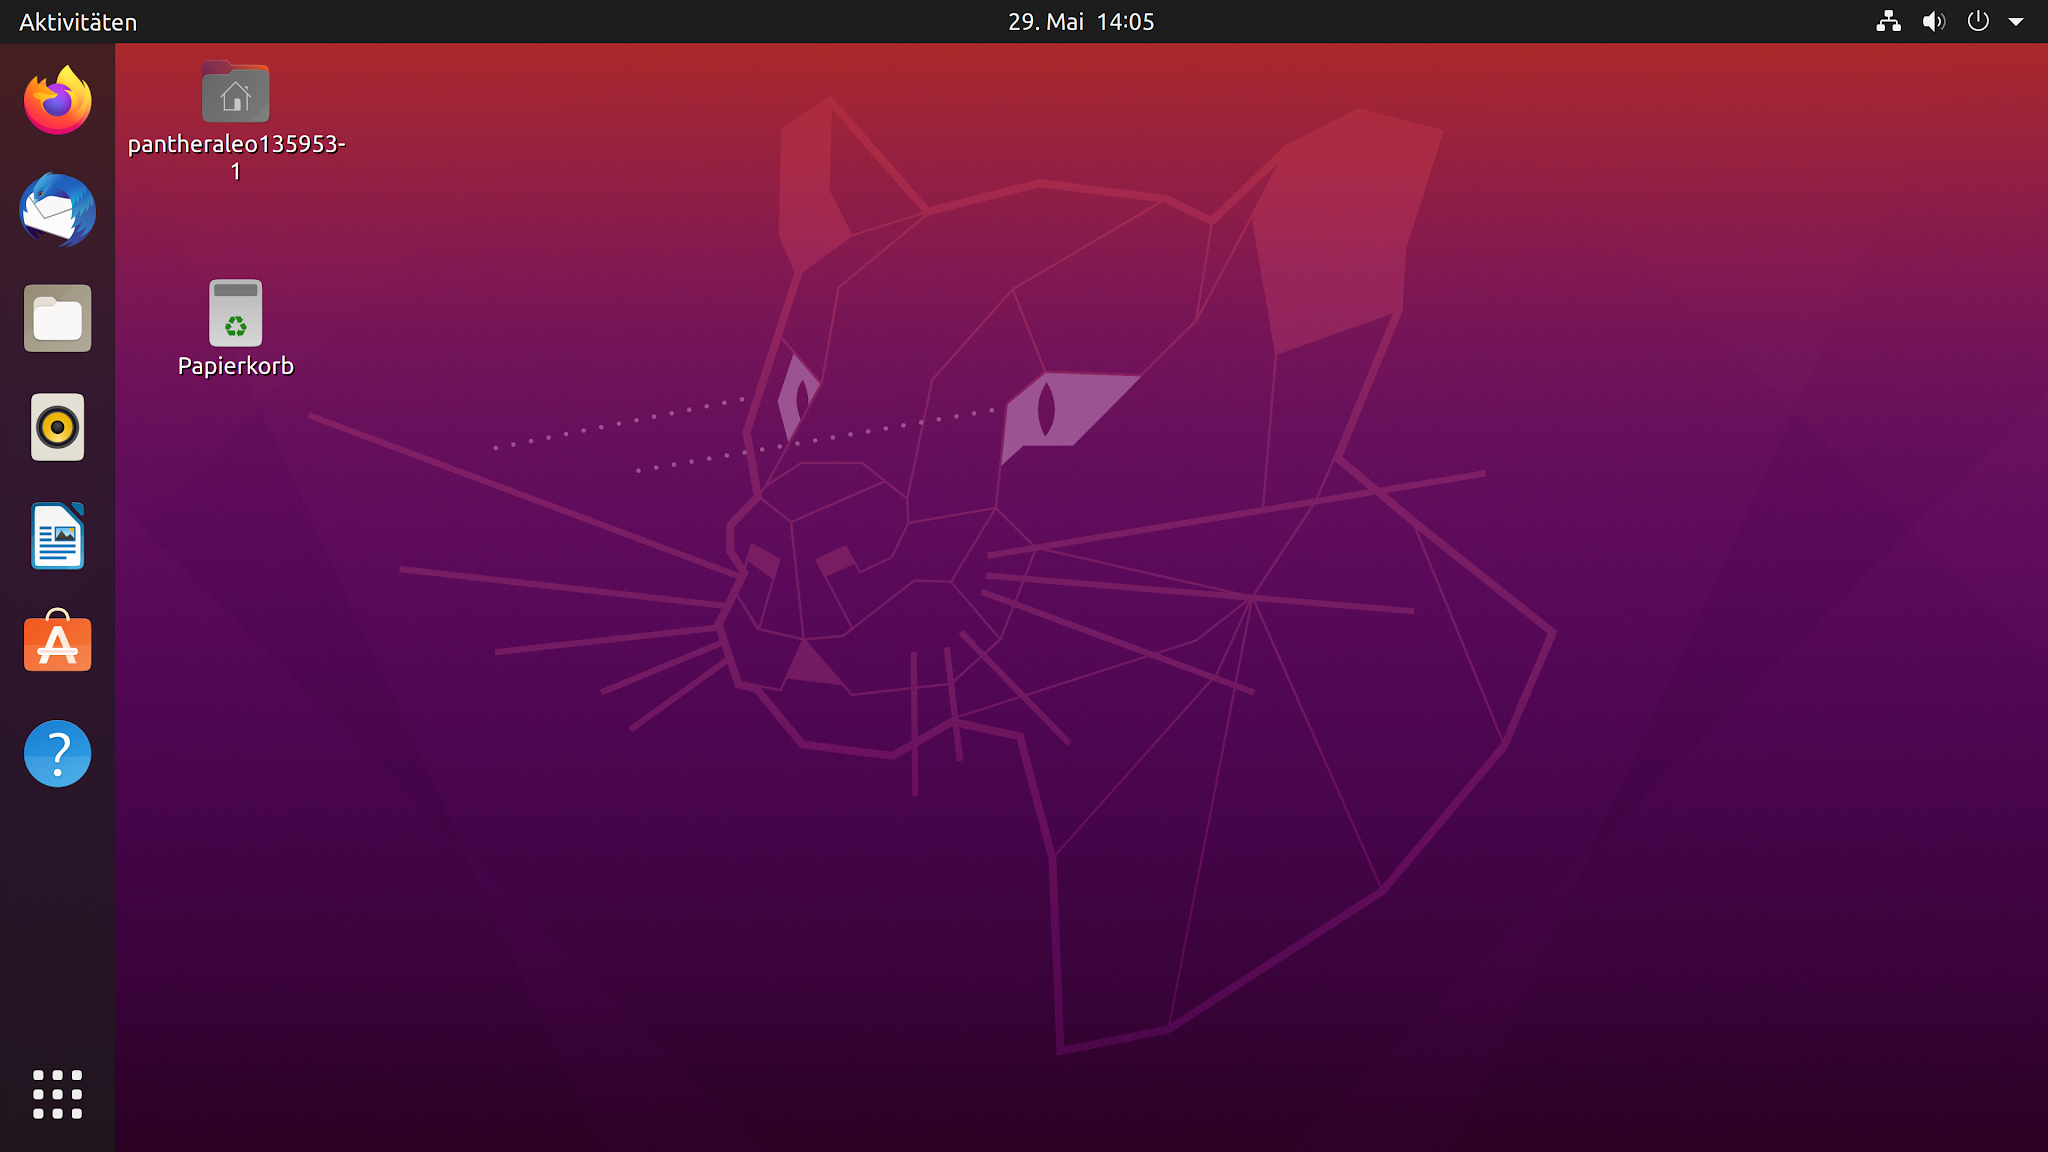 Aktivitäten
29. Mai 14:05
pantheraleo135953-
1
Papierkorb